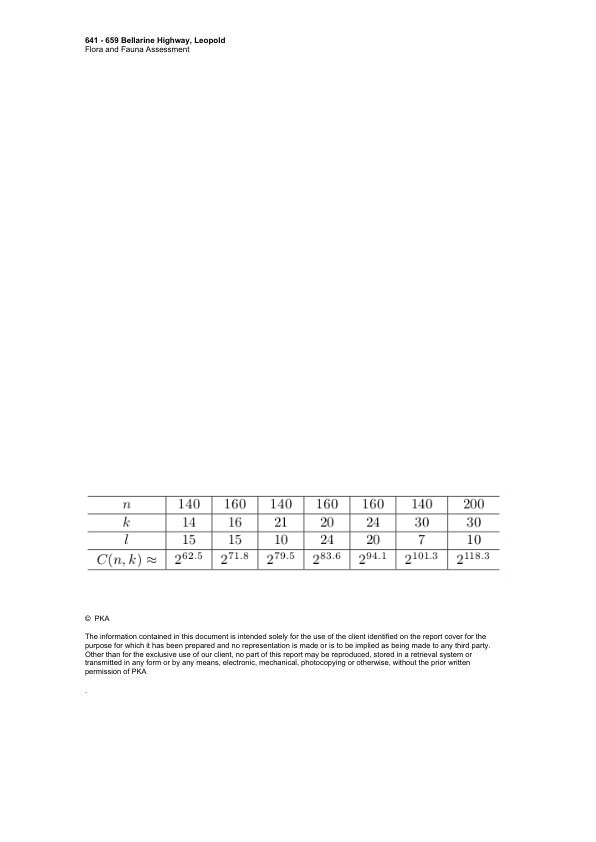 641 - 659 Bellarine Highway, Leopold
Flora and Fauna Assessment
n 140 160 140 160 160 140 200
k 14 16 21 20 24 30 30
l 15 15 10 24 20 7 10
C(n, k) ≈ 2^62.5 2^71.8 2^79.5 2^83.6 2^94.1 2^101.3 2^118.3
© PKA
The information contained in this document is intended solely for the use of the client identified on the report cover for the
purpose for which it has been prepared and no representation is made or is to be implied as being made to any third party.
Other than for the exclusive use of our client, no part of this report may be reproduced, stored in a retrieval system or
transmitted in any form or by any means, electronic, mechanical, photocopying or otherwise, without the prior written
permission of PKA
.